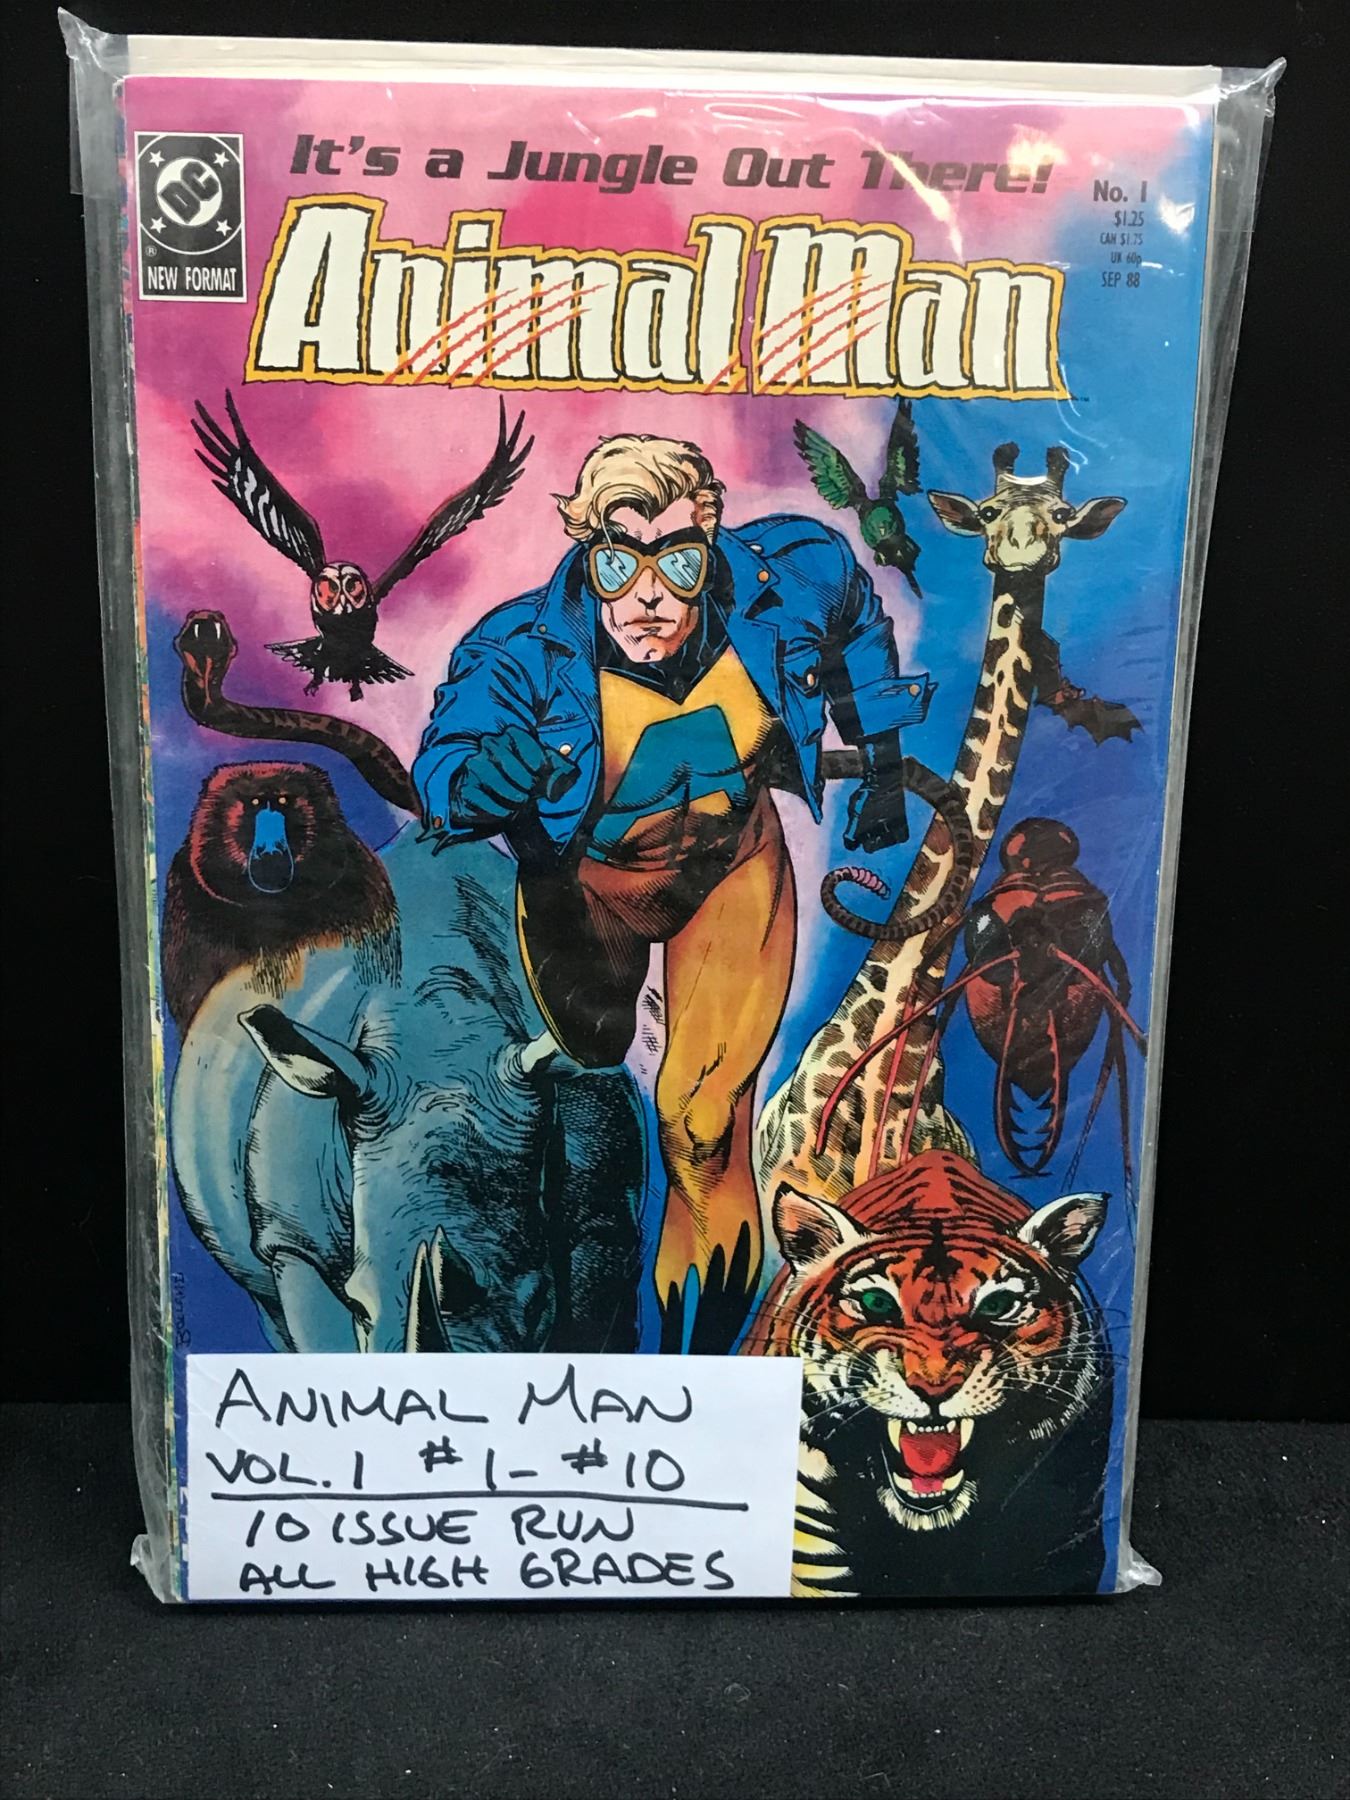 It's a Jungle Out There!
DC
®
NEW FORMAT
Animal Man
No. 1
$1.25
CAN $1.75
UK 60p
SEP 88
BOLLAND
ANIMAL MAN
VOL. 1 #1- #10
10 ISSUE RUN
ALL HIGH GRADES